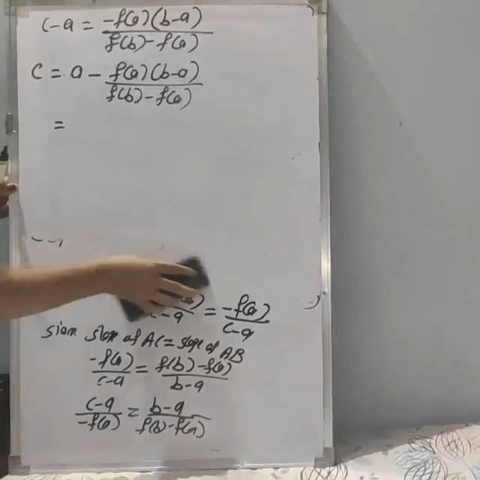 c-a = -f(a)(b-a) / f(b)-f(a)
c = a - f(a)(b-a) / f(b)-f(a)
=
c-a = -f(a) / c-a
slope of AC = slope of AB
-f(a) / c-a = f(b)-f(a) / b-a
c-a / -f(a) = b-a / f(b)-f(a)